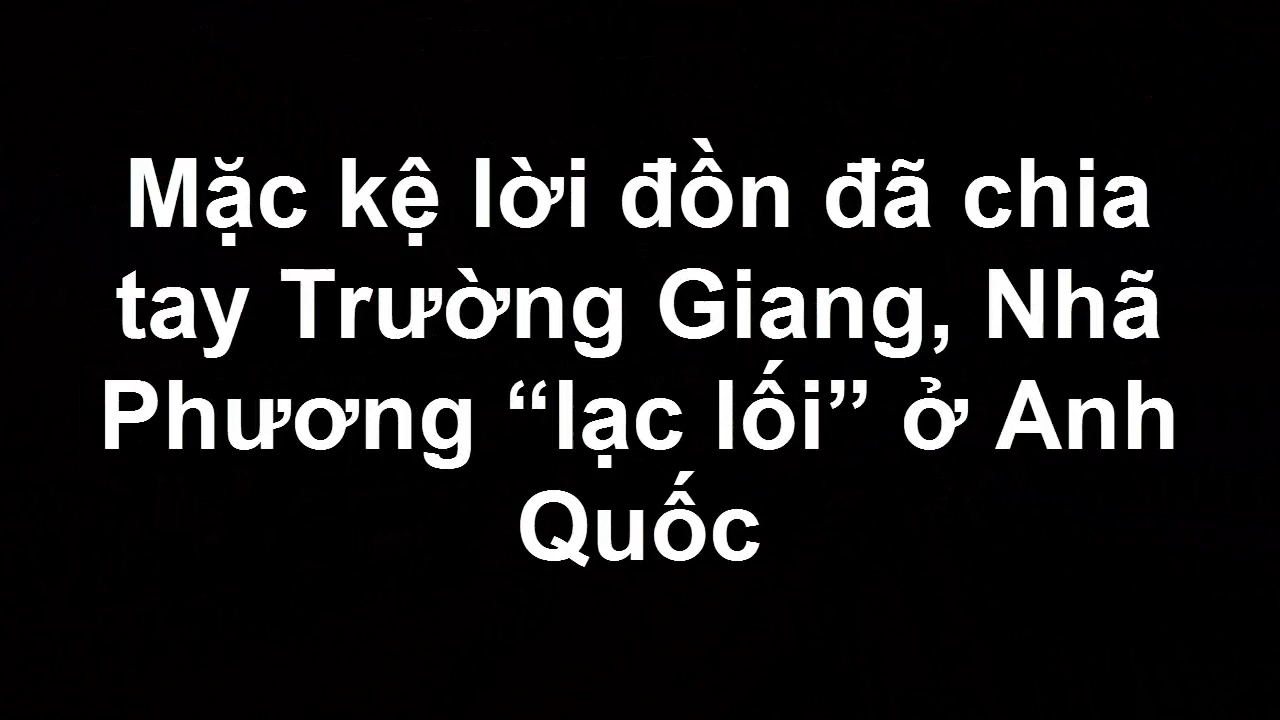 Mặc kệ lời đồn đã chia
tay Trường Giang, Nhã
Phương “lạc lối” ở Anh
Quốc